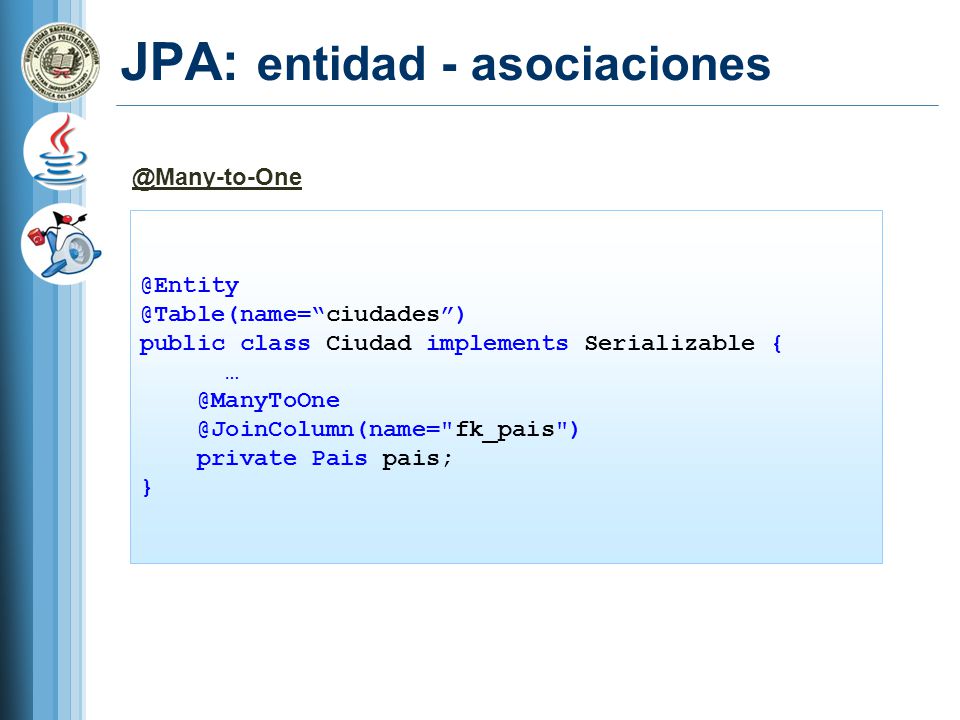 JPA: entidad - asociaciones
@Many-to-One
@Entity
@Table(name=“ciudades”)
public class Ciudad implements Serializable {
…
@ManyToOne
@JoinColumn(name="fk_pais")
private Pais pais;
}